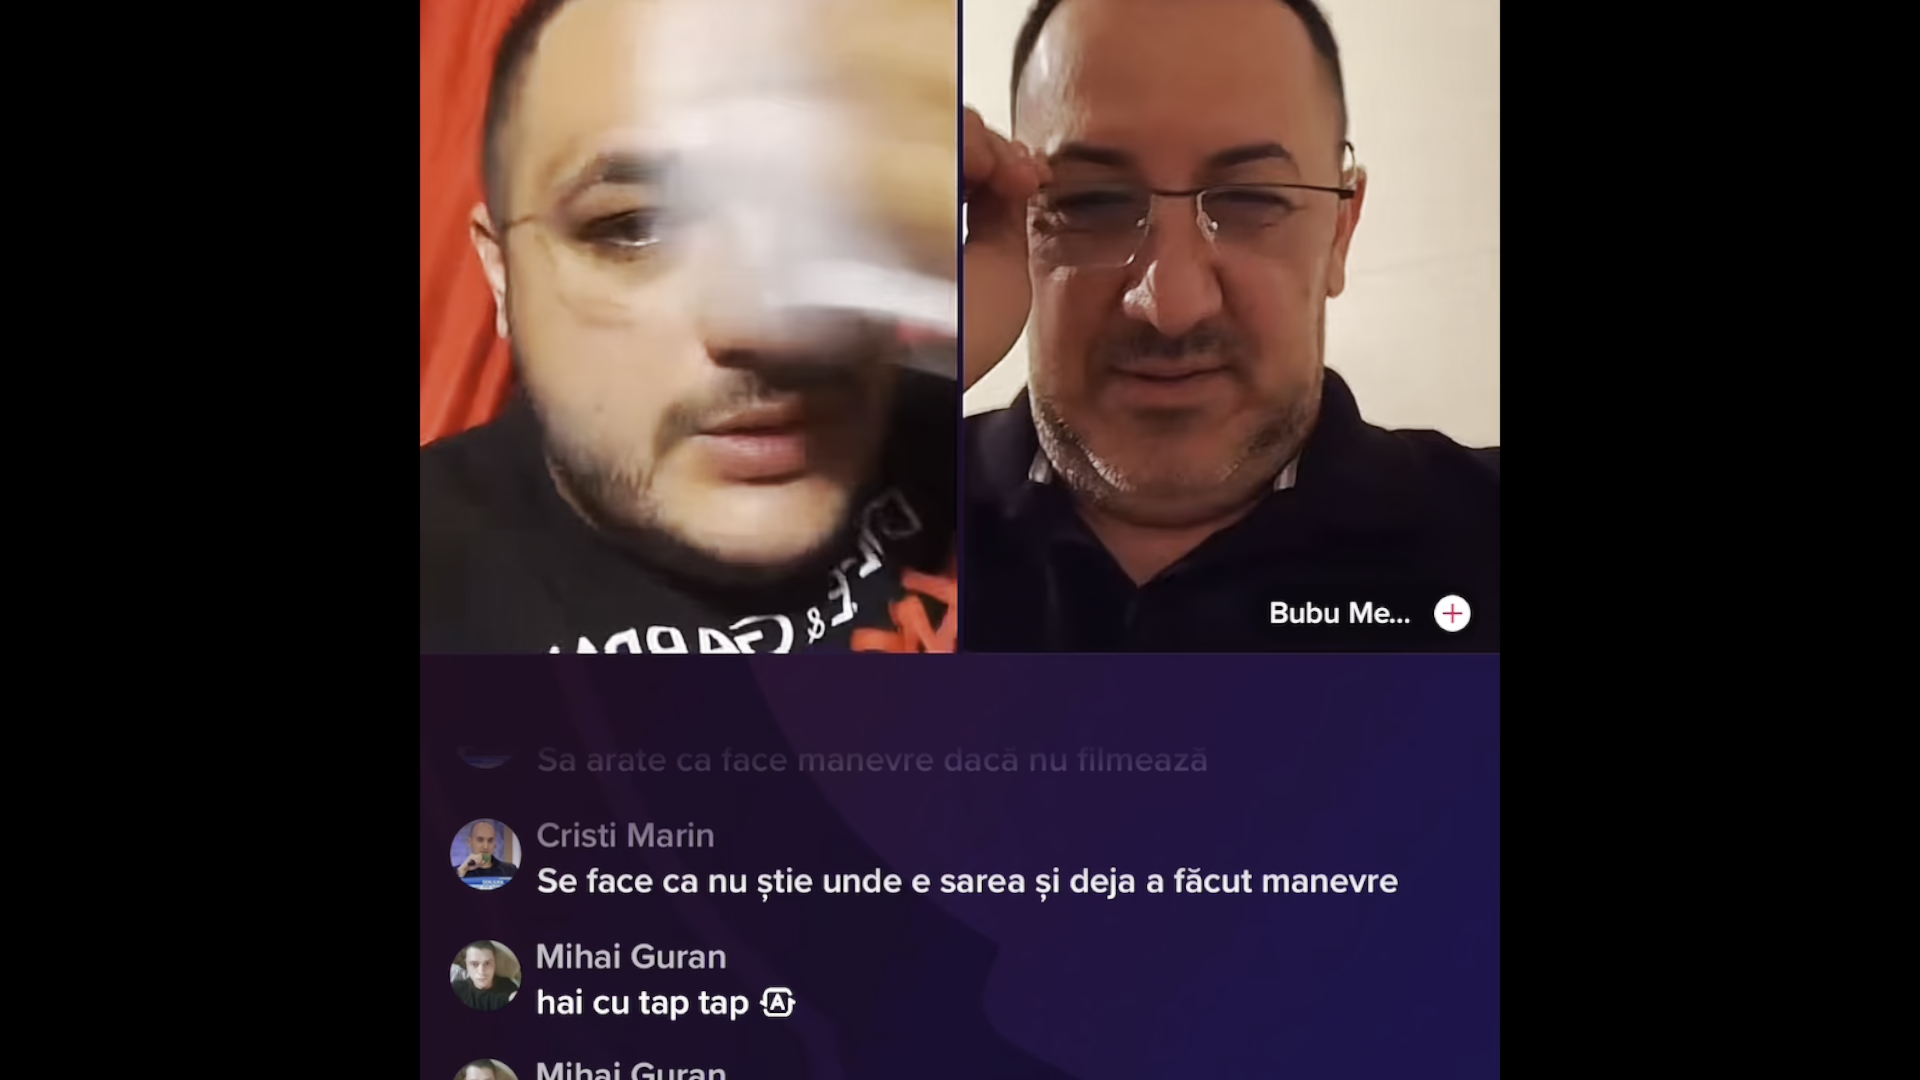 Bubu Me...
Sa arate ca face manevre dacă nu filmează
Cristi Marin
Se face ca nu știe unde e sarea și deja a făcut manevre
Mihai Guran
hai cu tap tap
Mihai Guran